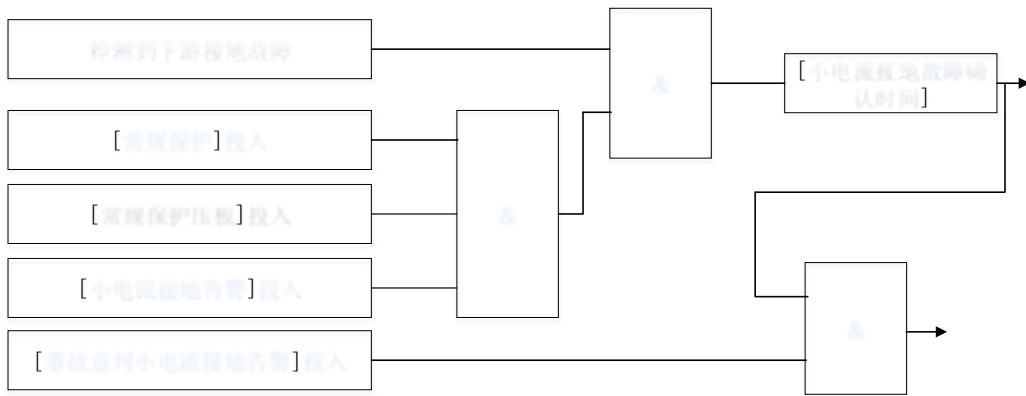 检测到下游接地故障
&
[小电流接地故障确
认时间]
[常规保护]投入
[常规保护压板]投入
&
[小电流接地告警]投入
&
[事故总判小电流接地告警]投入